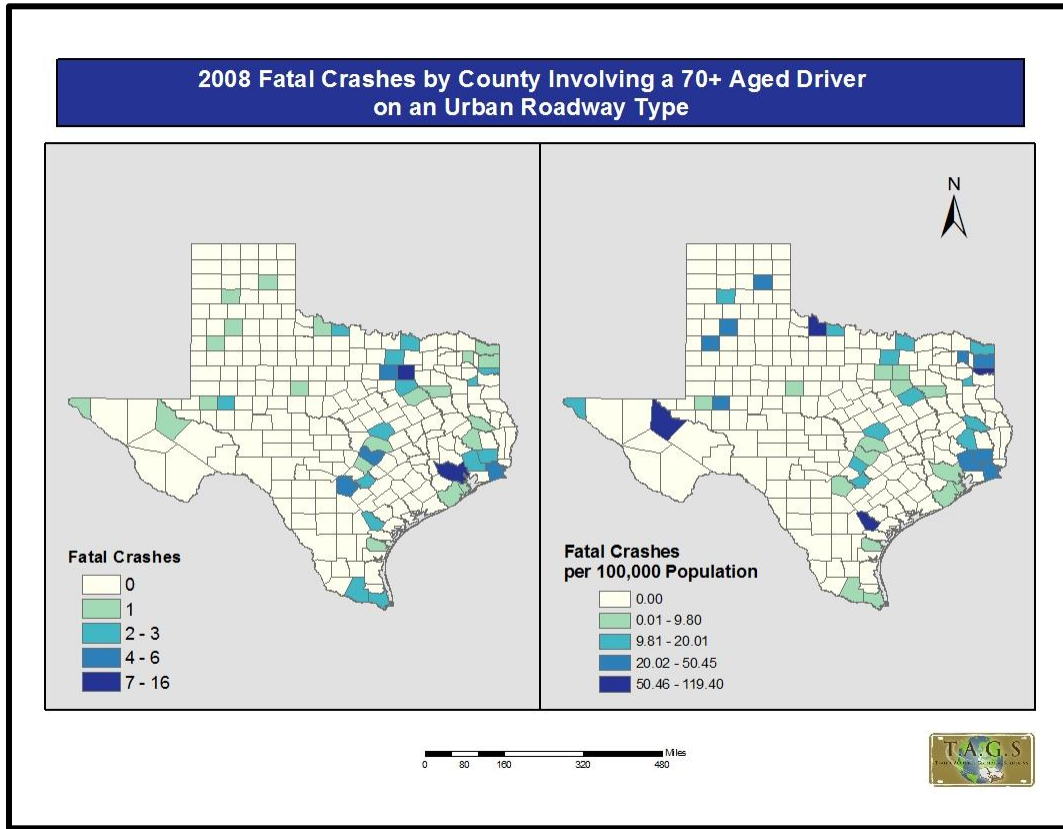 2008 Fatal Crashes by County Involving a 70+ Aged Driver
on an Urban Roadway Type
N
Fatal Crashes
0
1
2 - 3
4 - 6
7 - 16
Fatal Crashes
per 100,000 Population
0.00
0.01 - 9.80
9.81 - 20.01
20.02 - 50.45
50.46 - 119.40
Miles
0 80 160 320 480
T.A.G.S